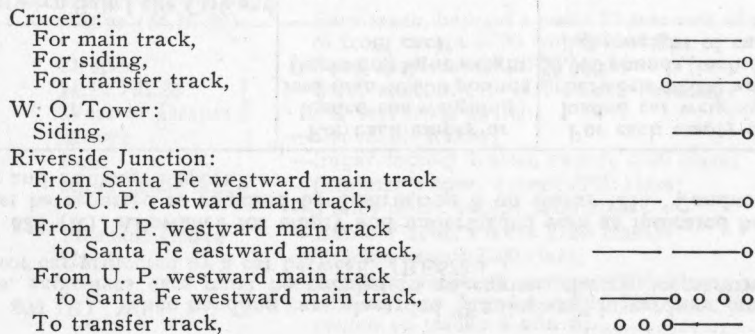 Crucero:
For main track, ————
For siding, ————o
For transfer track, o———o
W. O. Tower:
Siding, ————o
Riverside Junction:
From Santa Fe westward main track
to U. P. eastward main track, ————o
From U. P. westward main track
to Santa Fe eastward main track, ————o
From U. P. westward main track
to Santa Fe westward main track, —o o o o
To transfer track, o o o——